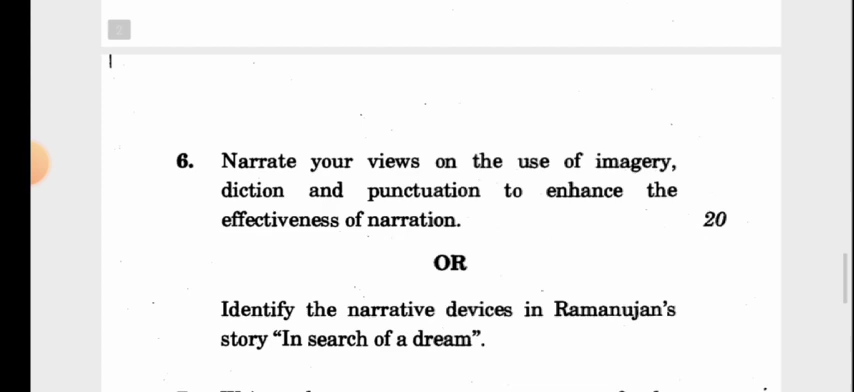 2
6. Narrate your views on the use of imagery,
diction and punctuation to enhance the
effectiveness of narration. 20
OR
Identify the narrative devices in Ramanujan's
story “In search of a dream”.